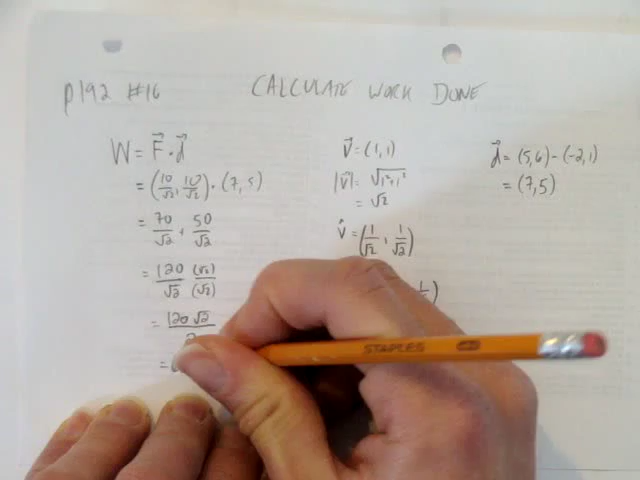 p192 #16 CALCULATE WORK DONE
W = F⃗ · d⃗
= (10/√2, 10/√2) · (7,5)
= 70/√2 + 50/√2
= 120/√2 (√2)/(√2)
= 120√2/2
=
V⃗ = (1,1)
|V⃗| = √1²+1²
= √2
V̂ = (1/√2, 1/√2)
d⃗ = (5,6) - (-2,1)
= (7,5)
STAPLES